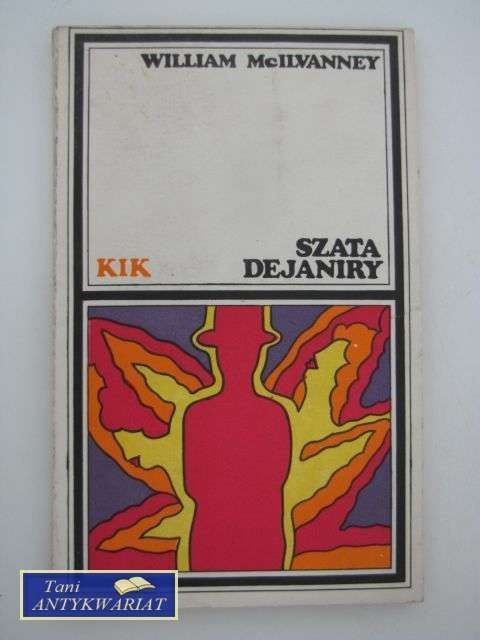 WILLIAM McILVANNEY
SZATA
KIK DEJANIRY
Tani
ANTYKWARIAT